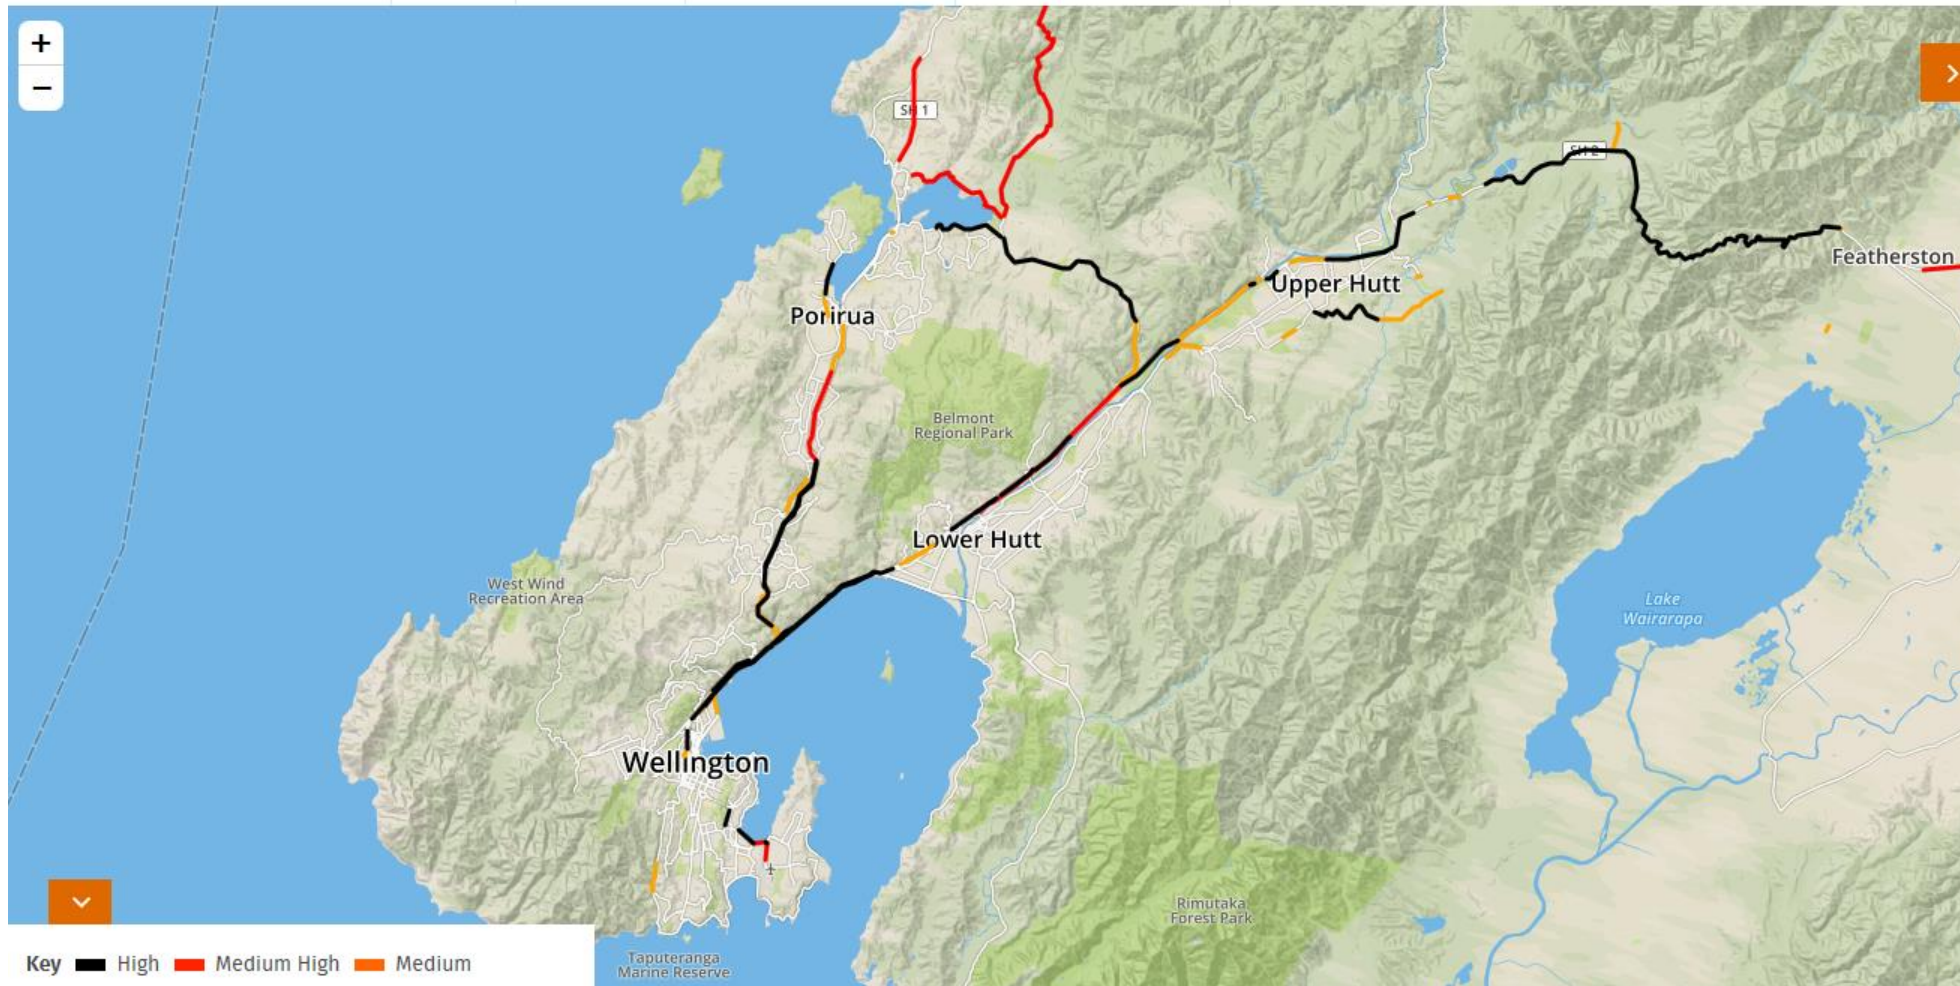 +
−
SH 1
SH 2
Featherston
Upper Hutt
Porirua
Belmont
Regional Park
Lower Hutt
West Wind
Recreation Area
Lake
Wairarapa
Wellington
Rimutaka
Forest Park
Taputeranga
Marine Reserve
Key High Medium High Medium